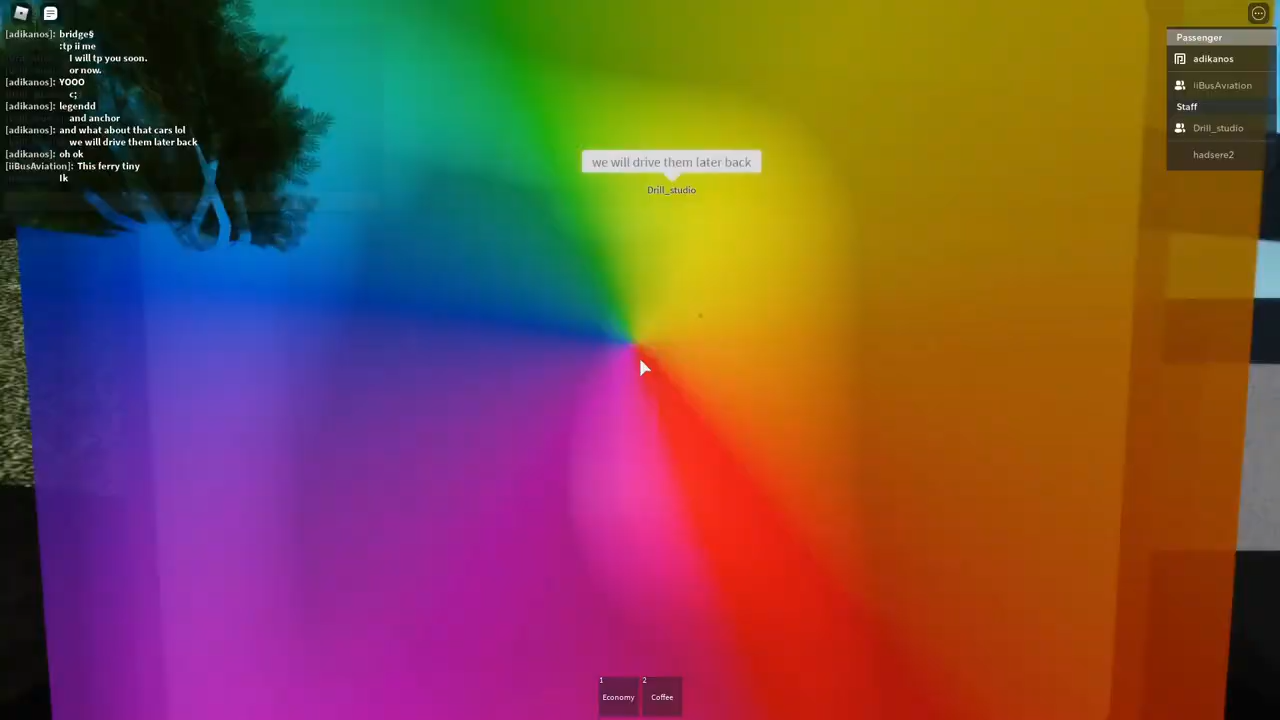 [adikanos]: bridge§
:tp ii me
I will tp you soon.
or now.
[adikanos]: YOOO
c;
[adikanos]: legendd
and anchor
[adikanos]: and what about that cars lol
we will drive them later back
[adikanos]: oh ok
[iiBusAviation]: This ferry tiny
Ik
we will drive them later back
Drill_studio
Passenger
adikanos
iiBusAviation
Staff
Drill_studio
hadsere2
1
Economy
2
Coffee